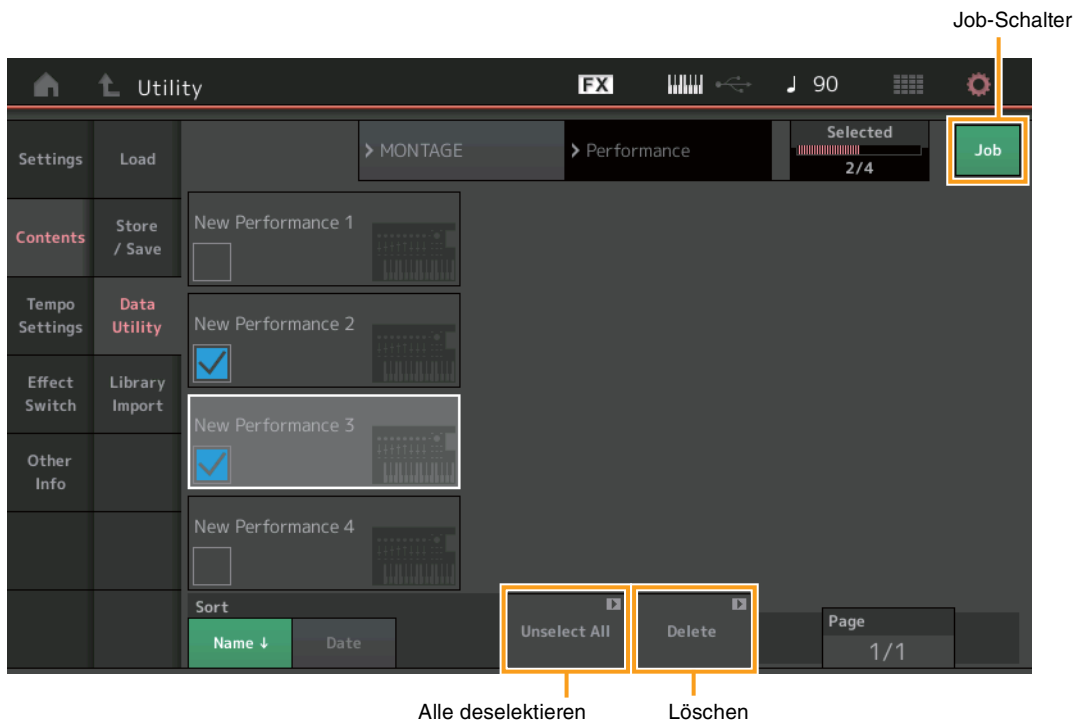 Job-Schalter
Utility
FX
90
Settings
Load
> MONTAGE
> Performance
Selected
2/4
Job
Contents
Store
/ Save
New Performance 1
Tempo
Settings
Data
Utility
New Performance 2
Effect
Switch
Library
Import
New Performance 3
Other
Info
New Performance 4
Sort
Name ↓
Date
Unselect All
Delete
Page
1/1
Alle deselektieren
Löschen